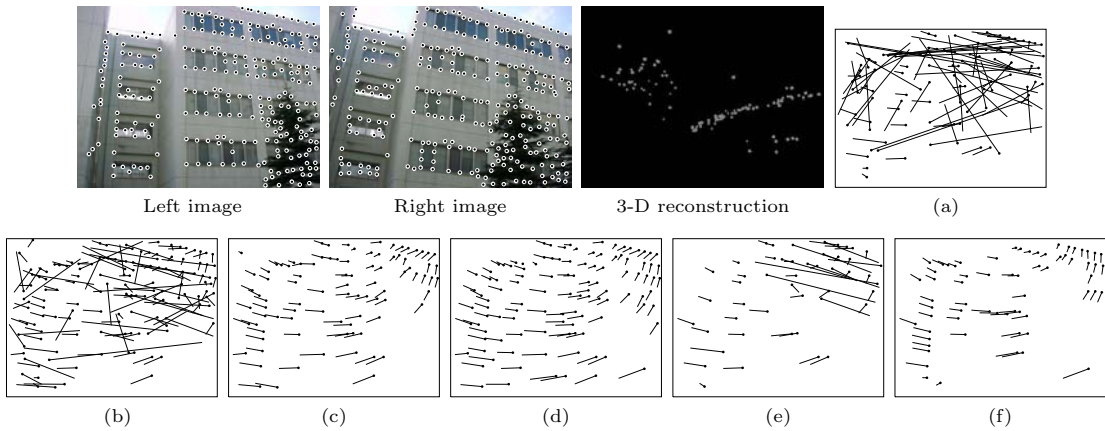 Left image
Right image
3-D reconstruction
(a)
(b)
(c)
(d)
(e)
(f)